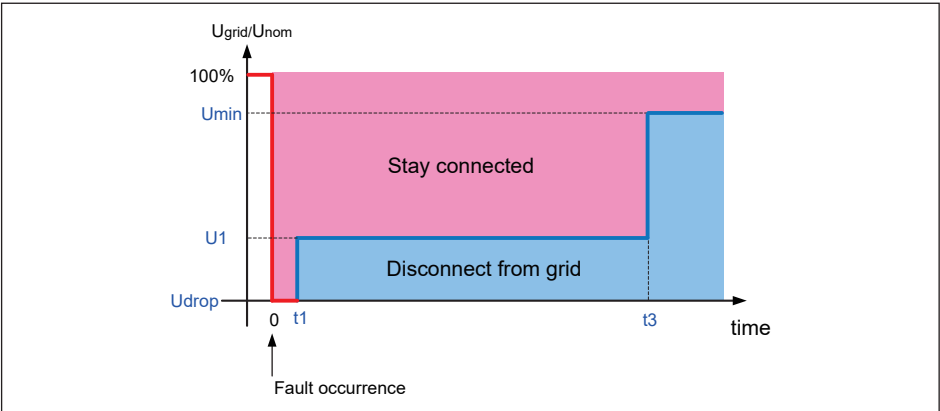 Ugrid/Unom
100%
Umin
Stay connected
U1
Disconnect from grid
Udrop
0
t1
t3
time
Fault occurrence